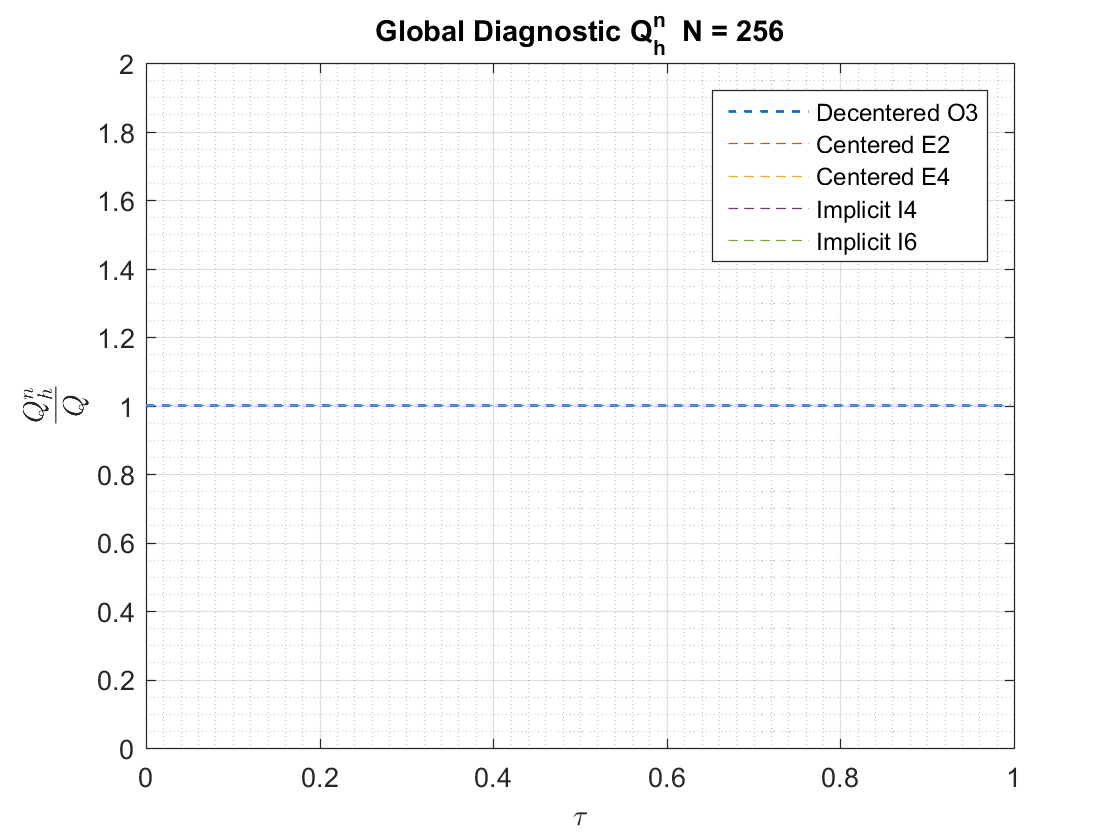 Global Diagnostic Q_h^n N = 256
2
1.8
1.6
1.4
1.2
1
0.8
0.6
0.4
0.2
0
Q_h^n
Q
Decentered O3
Centered E2
Centered E4
Implicit I4
Implicit I6
0 0.2 0.4 0.6 0.8 1
τ